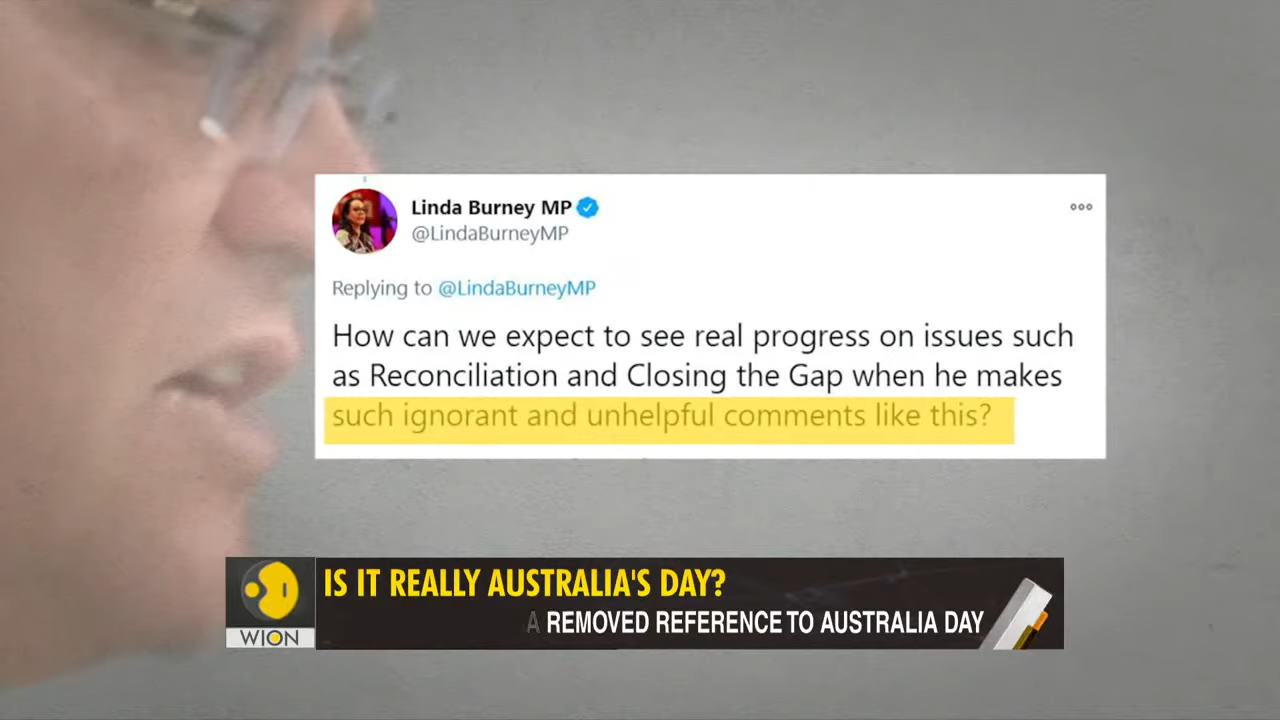 Linda Burney MP
@LindaBurneyMP
Replying to @LindaBurneyMP
How can we expect to see real progress on issues such
as Reconciliation and Closing the Gap when he makes
such ignorant and unhelpful comments like this?
IS IT REALLY AUSTRALIA'S DAY?
A REMOVED REFERENCE TO AUSTRALIA DAY
WION